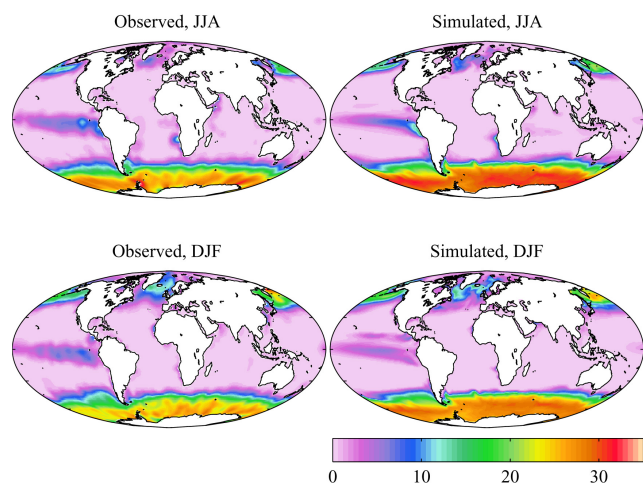 Observed, JJA
Simulated, JJA
Observed, DJF
Simulated, DJF
0 10 20 30